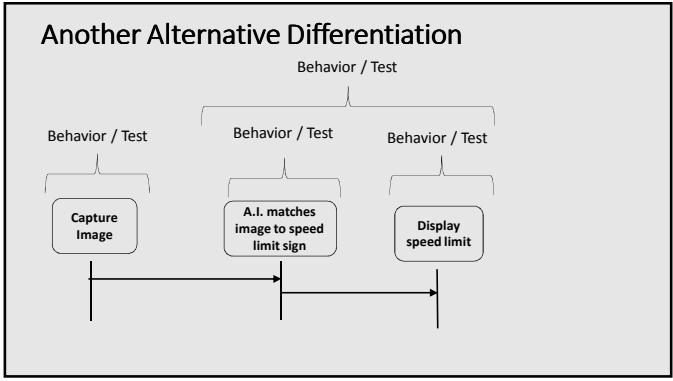 Another Alternative Differentiation
Behavior / Test
Behavior / Test
Behavior / Test
Behavior / Test
Capture
Image
A.I. matches
image to speed
limit sign
Display
speed limit